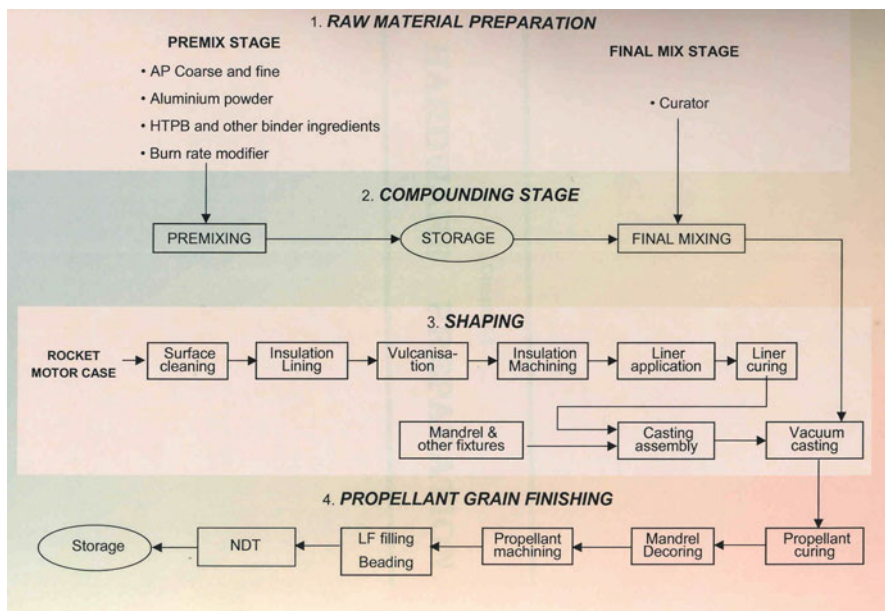 1. RAW MATERIAL PREPARATION
PREMIX STAGE
• AP Coarse and fine
• Aluminium powder
• HTPB and other binder ingredients
• Burn rate modifier
FINAL MIX STAGE
• Curator
2. COMPOUNDING STAGE
PREMIXING
STORAGE
FINAL MIXING
3. SHAPING
ROCKET
MOTOR CASE
Surface
cleaning
Insulation
Lining
Vulcanisa-
tion
Insulation
Machining
Liner
application
Liner
curing
Mandrel &
other fixtures
Casting
assembly
Vacuum
casting
4. PROPELLANT GRAIN FINISHING
Storage
NDT
LF filling
Beading
Propellant
machining
Mandrel
Decoring
Propellant
curing